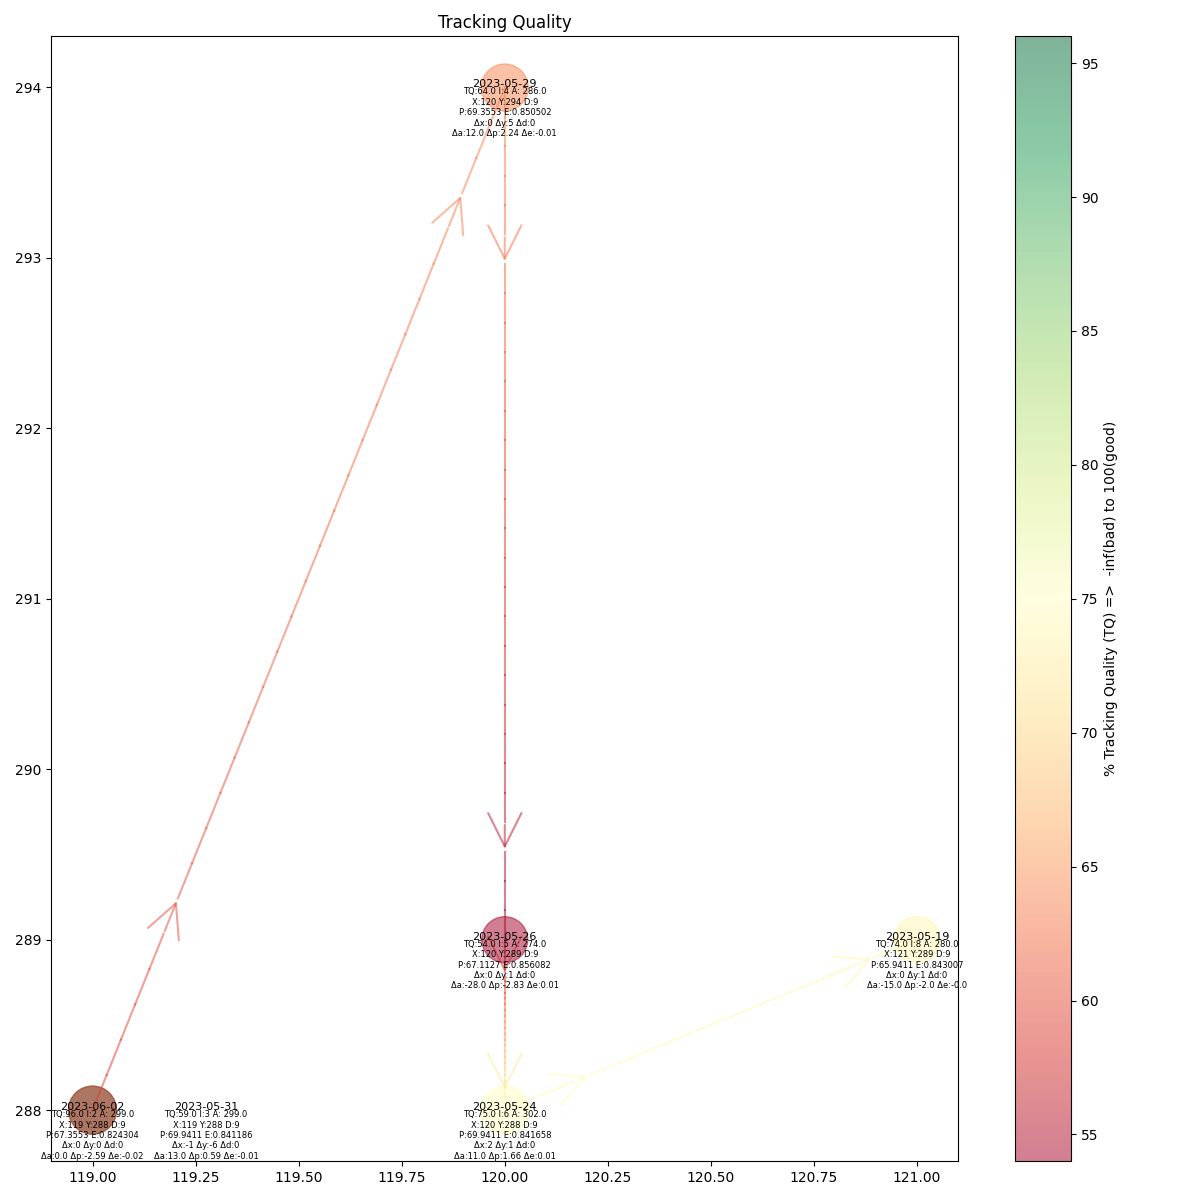 Tracking Quality
294
293
292
291
290
289
288
119.00
119.25
119.50
119.75
120.00
120.25
120.50
120.75
121.00
2023-05-29
TQ:64.0 I:4 A: 286.0
X:120 Y:294 D:9
P:69.3553 E:0.850502
Δx:0 Δy:5 Δd:0
Δa:12.0 Δp:2.24 Δe:-0.01
2023-05-26
TQ:54.0 I:5 A: 274.0
X:120 Y:289 D:9
P:67.1127 E:0.856082
Δx:0 Δy:1 Δd:0
Δa:-28.0 Δp:-2.83 Δe:0.01
2023-05-19
TQ:74.0 I:8 A: 280.0
X:121 Y:289 D:9
P:65.9411 E:0.843007
Δx:0 Δy:1 Δd:0
Δa:-15.0 Δp:-2.0 Δe:-0.0
2023-06-02
TQ:96.0 I:2 A: 299.0
X:119 Y:288 D:9
P:67.3553 E:0.824304
Δx:0 Δy:0 Δd:0
Δa:0.0 Δp:-2.59 Δe:-0.02
2023-05-31
TQ:59.0 I:3 A: 299.0
X:119 Y:288 D:9
P:69.9411 E:0.841186
Δx:-1 Δy:-6 Δd:0
Δa:13.0 Δp:0.59 Δe:-0.01
2023-05-24
TQ:75.0 I:6 A: 302.0
X:120 Y:288 D:9
P:69.9411 E:0.841658
Δx:2 Δy:1 Δd:0
Δa:11.0 Δp:1.66 Δe:0.01
95
90
85
80
75
70
65
60
55
% Tracking Quality (TQ) => -inf(bad) to 100(good)